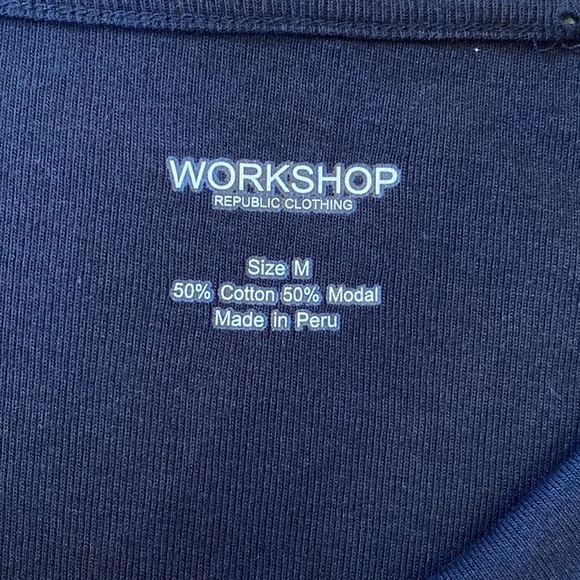 WORKSHOP
REPUBLIC CLOTHING
Size M
50% Cotton 50% Modal
Made in Peru